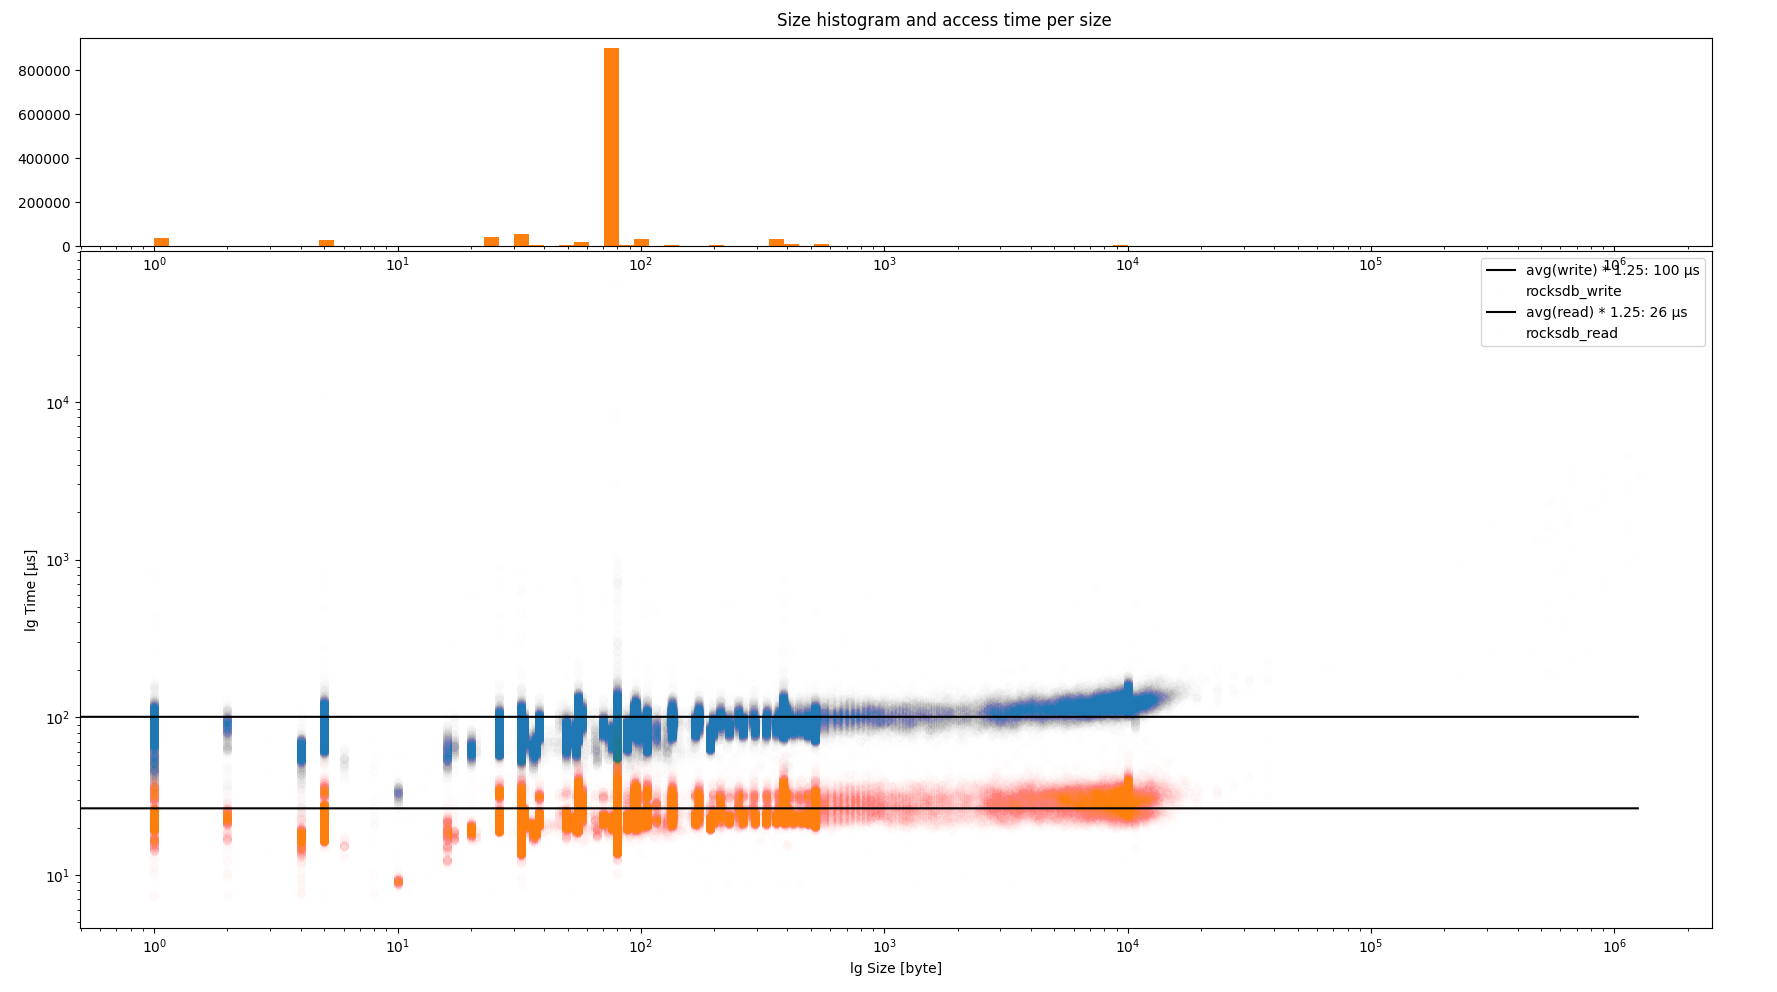 Size histogram and access time per size
800000
600000
400000
200000
0
10⁰ 10¹ 10² 10³ 10⁴ 10⁵ 10⁶
avg(write) * 1.25: 100 µs
rocksdb_write
avg(read) * 1.25: 26 µs
rocksdb_read
10⁴
10³
10²
10¹
lg Time [µs]
10⁰ 10¹ 10² 10³ 10⁴ 10⁵ 10⁶
lg Size [byte]